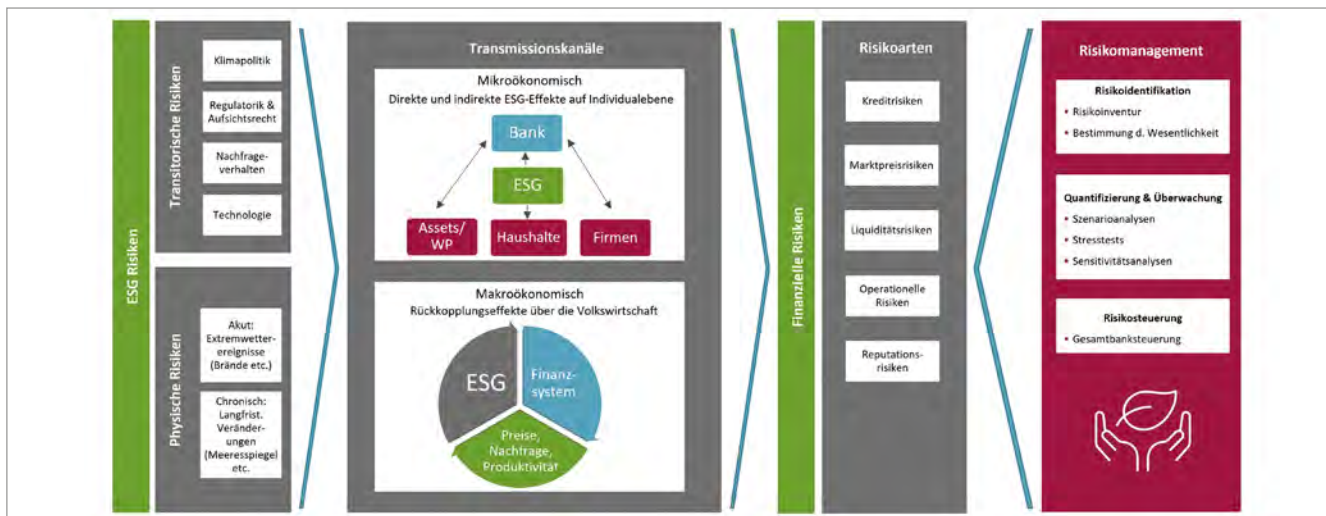 ESG Risiken
Transitorische Risiken
Klimapolitik
Regulatorik &
Aufsichtsrecht
Nachfrage-
verhalten
Technologie
Physische Risiken
Akut:
Extremwetter-
ereignisse
(Brände etc.)
Chronisch:
Langfrist.
Veränder-
ungen
(Meeresspiegel
etc.
Transmissionskanäle
Mikroökonomisch
Direkte und indirekte ESG-Effekte auf Individualebene
Bank
ESG
Assets/
WP
Haushalte
Firmen
Makroökonomisch
Rückkopplungseffekte über die Volkswirtschaft
ESG
Finanz-
system
Preise,
Nachfrage,
Produktivität
Finanzielle Risiken
Risikoarten
Kreditrisiken
Marktpreisrisiken
Liquiditätsrisiken
Operationelle
Risiken
Reputations-
risiken
Risikomanagement
Risikoidentifikation
• Risikoinventur
• Bestimmung d. Wesentlichkeit
Quantifizierung & Überwachung
• Szenarioanalysen
• Stresstests
• Sensitivitätsanalysen
Risikosteuerung
• Gesamtbanksteuerung